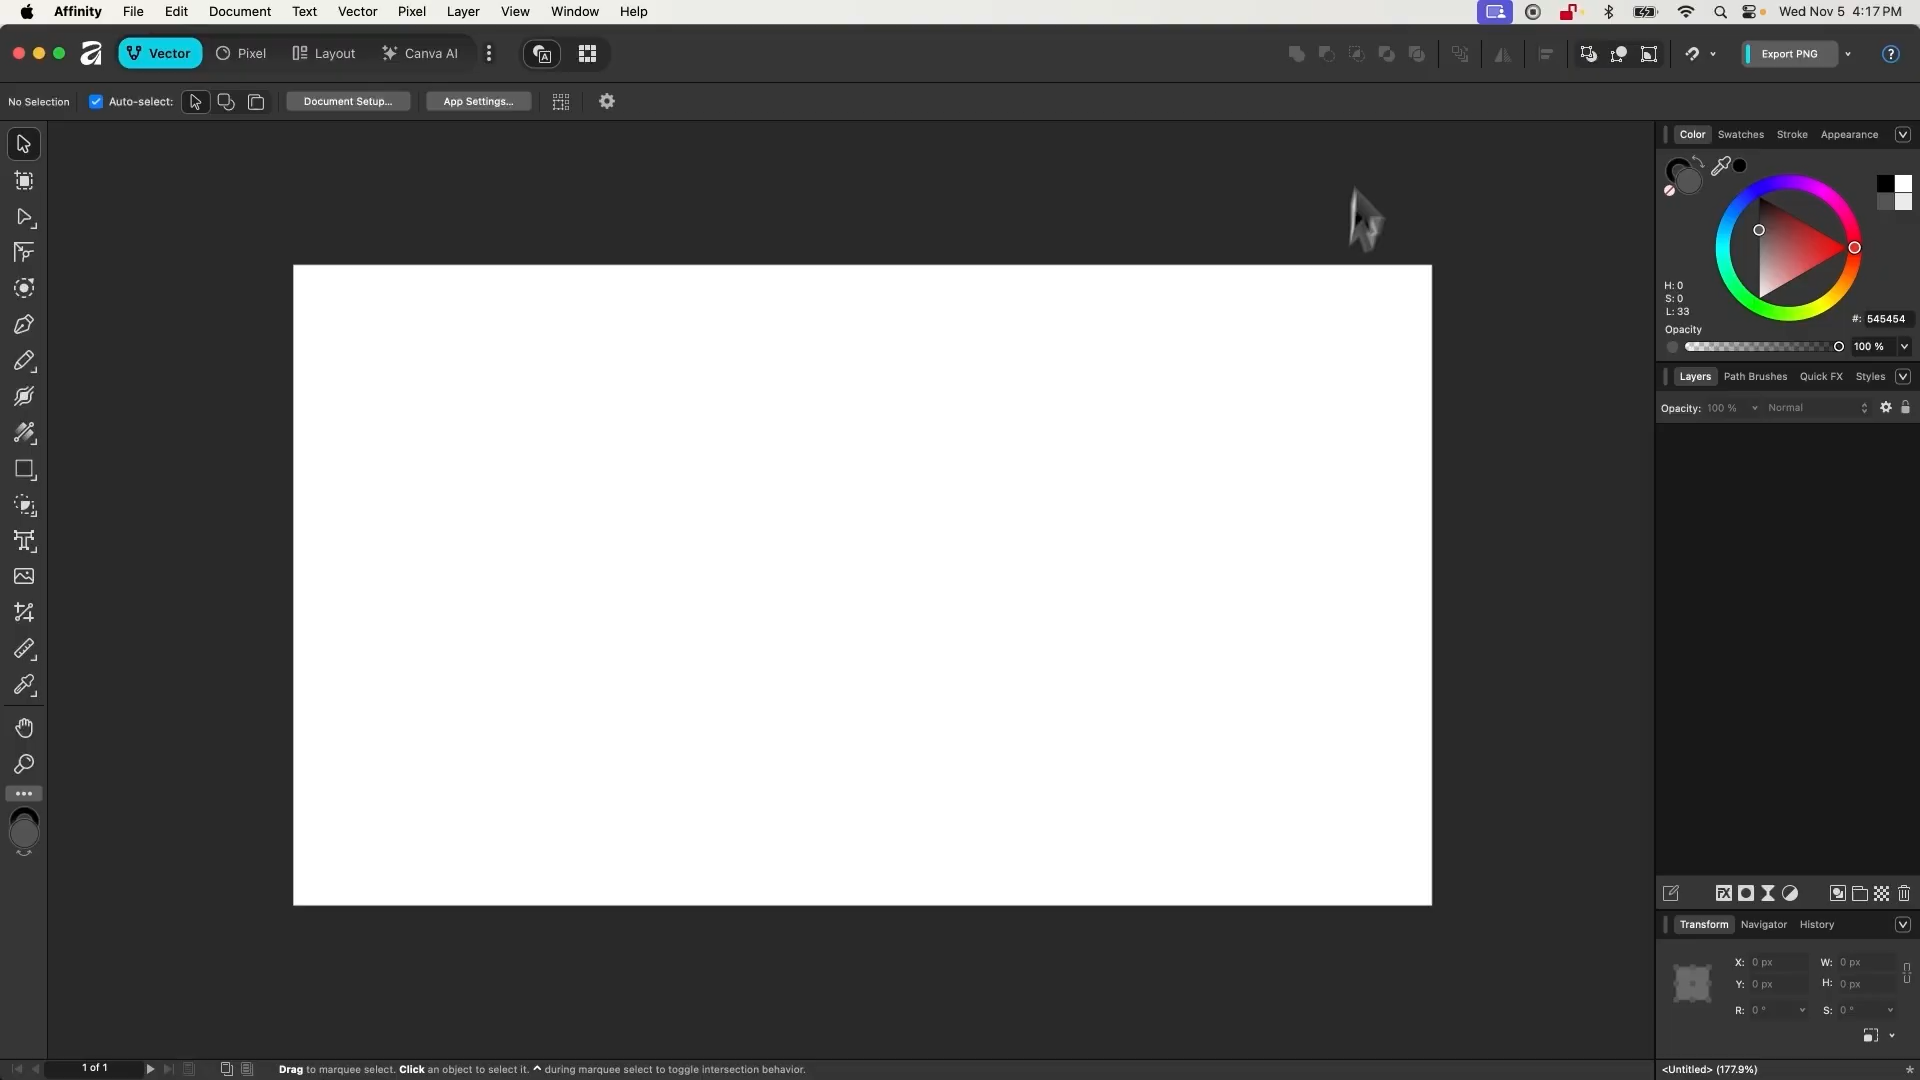 Affinity File Edit Document Text Vector Pixel Layer View Window Help Wed Nov 5 4:17 PM
Vector Pixel Layout Canva AI Export PNG ?
No Selection Auto-select: Document Setup... App Settings...
Color Swatches Stroke Appearance
H: 0
S: 0
L: 33
#: 545454
Opacity
100 %
Layers Path Brushes Quick FX Styles
Opacity: 100 % Normal
FX
Transform Navigator History
X: 0 px W: 0 px
Y: 0 px H: 0 px
R: 0 ° S: 0 °
1 of 1 Drag to marquee select. Click an object to select it. ⌃ during marquee select to toggle intersection behavior. <Untitled> (177.9%) *